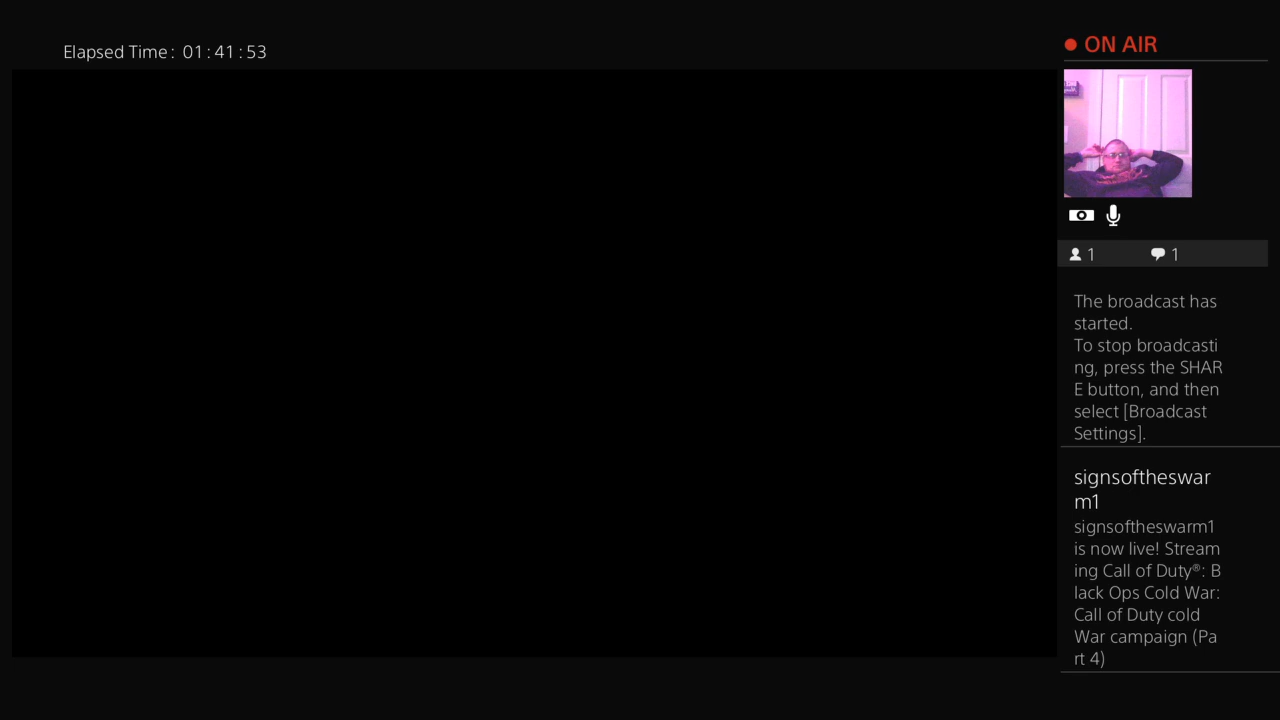 Elapsed Time: 01:41:53
ON AIR
1
1
The broadcast has
started.
To stop broadcasti
ng, press the SHAR
E button, and then
select [Broadcast
Settings].
signsoftheswar
m1
signsoftheswarm1
is now live! Stream
ing Call of Duty®: B
lack Ops Cold War:
Call of Duty cold
War campaign (Pa
rt 4)